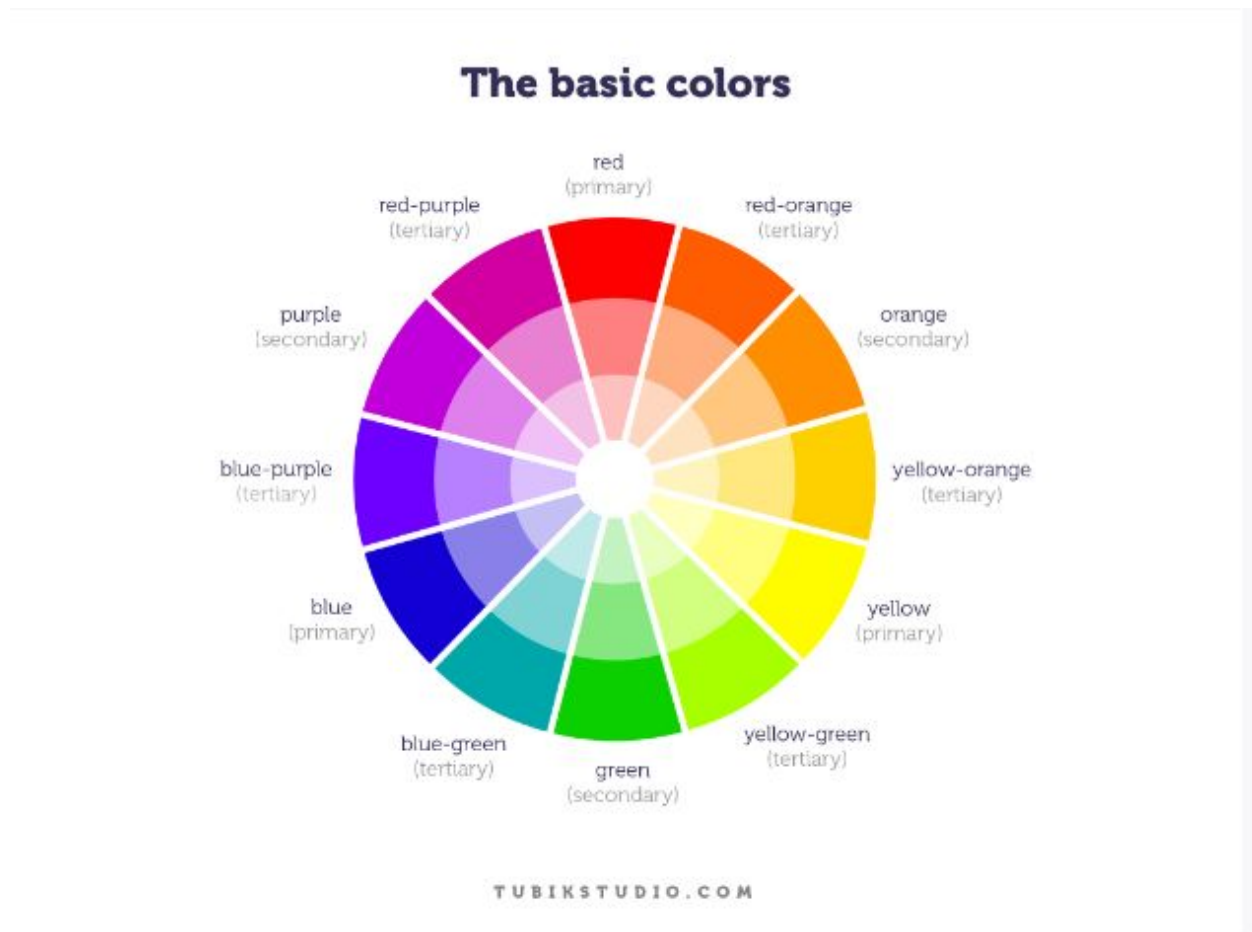 The basic colors
red
(primary)
red-purple
(tertiary)
red-orange
(tertiary)
purple
(secondary)
orange
(secondary)
blue-purple
(tertiary)
yellow-orange
(tertiary)
blue
(primary)
yellow
(primary)
blue-green
(tertiary)
yellow-green
(tertiary)
green
(secondary)
TUBIKSTUDIO.COM